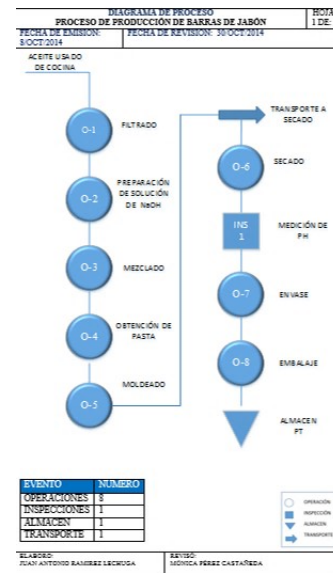 DIAGRAMA DE PROCESO
PROCESO DE PRODUCCIÓN DE BARRAS DE JABÓN
HOJA
1 DE:
FECHA DE EMISION:
8/OCT/2014
FECHA DE REVISION: 30/OCT/2014
ACEITE USADO
DE COCINA
O-1
FILTRADO
O-2
PREPARACIÓN
DE SOLUCIÓN
DE NaOH
O-3
MEZCLADO
O-4
OBTENCIÓN DE
PASTA
O-5
MOLDEADO
TRANSPORTE A
SECADO
O-6
SECADO
INS
1
MEDICIÓN DE
PH
O-7
ENVASE
O-8
EMBALAJE
ALMACEN
PT
EVENTO NUMERO
OPERACIONES 8
INSPECCIONES 1
ALMACEN 1
TRANSPORTE 1
OPERACIÓN
INSPECCIÓN
ALMACEN
TRANSPORTE
ELABORO:
JUAN ANTONIO RAMIREZ LECHUGA
REVISÓ:
MÓNICA PÉREZ CASTAÑEDA